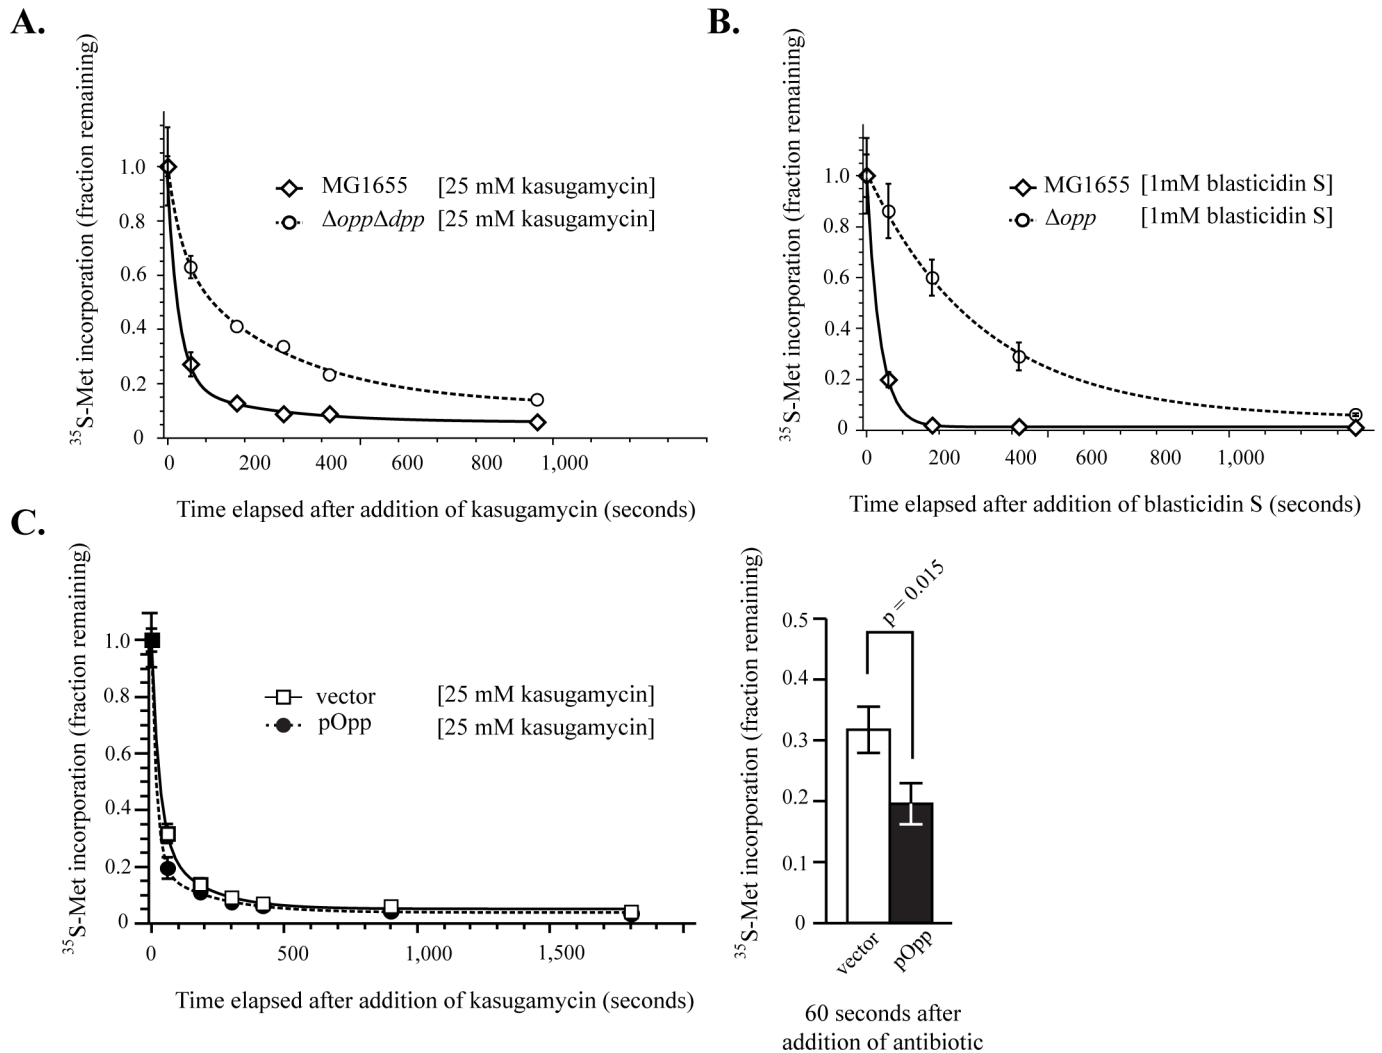 A.
³⁵S-Met incorporation (fraction remaining)
1.0
0.8
0.6
0.4
0.2
0
MG1655 [25 mM kasugamycin]
ΔoppΔdpp [25 mM kasugamycin]
0 200 400 600 800 1,000
Time elapsed after addition of kasugamycin (seconds)
B.
³⁵S-Met incorporation (fraction remaining)
1.0
0.8
0.6
0.4
0.2
0
MG1655 [1mM blasticidin S]
Δopp [1mM blasticidin S]
0 200 400 600 800 1,000
Time elapsed after addition of blasticidin S (seconds)
C.
³⁵S-Met incorporation (fraction remaining)
1.0
0.8
0.6
0.4
0.2
0
vector [25 mM kasugamycin]
pOpp [25 mM kasugamycin]
0 500 1,000 1,500
Time elapsed after addition of kasugamycin (seconds)
³⁵S-Met incorporation (fraction remaining)
0.5
0.4
0.3
0.2
0.1
0
p = 0.015
vector
pOpp
60 seconds after
addition of antibiotic